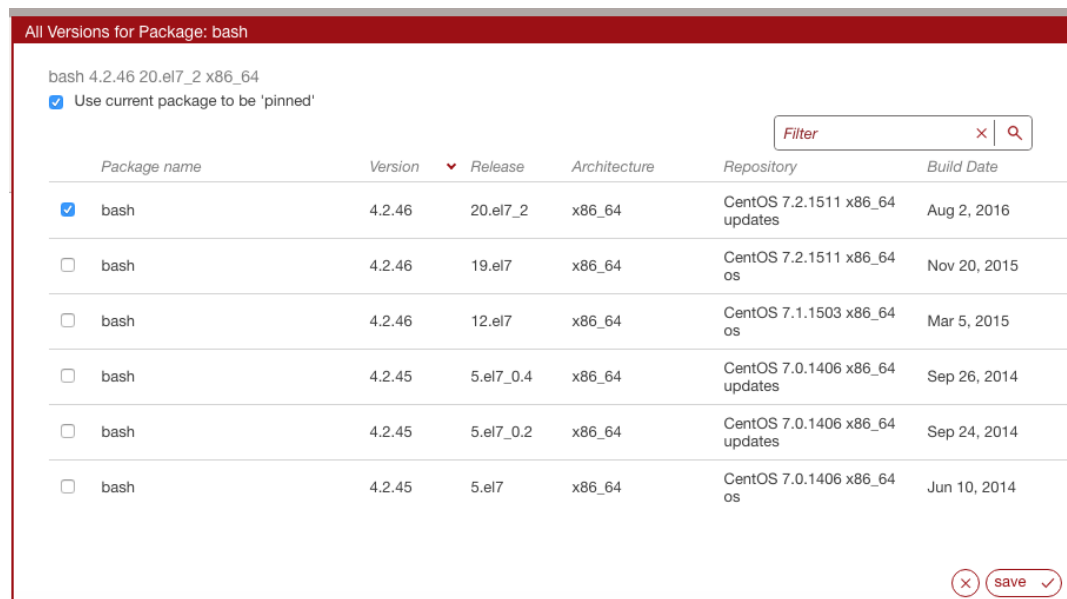 All Versions for Package: bash
bash 4.2.46 20.el7_2 x86_64
Use current package to be 'pinned'
Filter
Package name Version Release Architecture Repository Build Date
bash 4.2.46 20.el7_2 x86_64 CentOS 7.2.1511 x86_64 updates Aug 2, 2016
bash 4.2.46 19.el7 x86_64 CentOS 7.2.1511 x86_64 os Nov 20, 2015
bash 4.2.46 12.el7 x86_64 CentOS 7.1.1503 x86_64 os Mar 5, 2015
bash 4.2.45 5.el7_0.4 x86_64 CentOS 7.0.1406 x86_64 updates Sep 26, 2014
bash 4.2.45 5.el7_0.2 x86_64 CentOS 7.0.1406 x86_64 updates Sep 24, 2014
bash 4.2.45 5.el7 x86_64 CentOS 7.0.1406 x86_64 os Jun 10, 2014
save